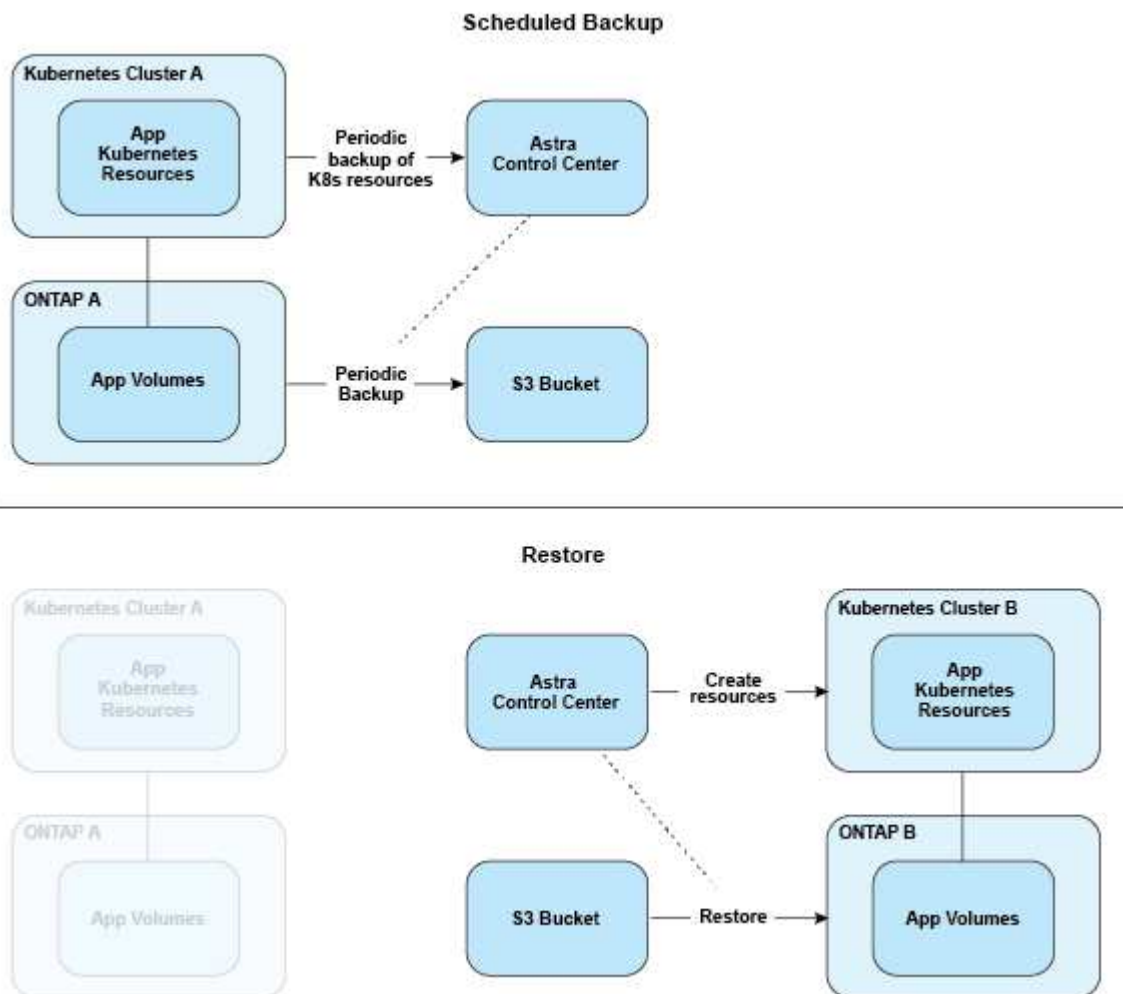 Scheduled Backup
Kubernetes Cluster A
App
Kubernetes
Resources
Periodic
backup of
K8s resources
Astra
Control Center
ONTAP A
App Volumes
Periodic
Backup
S3 Bucket
Restore
Kubernetes Cluster A
App
Kubernetes
Resources
Astra
Control Center
Create
resources
Kubernetes Cluster B
App
Kubernetes
Resources
ONTAP A
App Volumes
S3 Bucket
Restore
ONTAP B
App Volumes